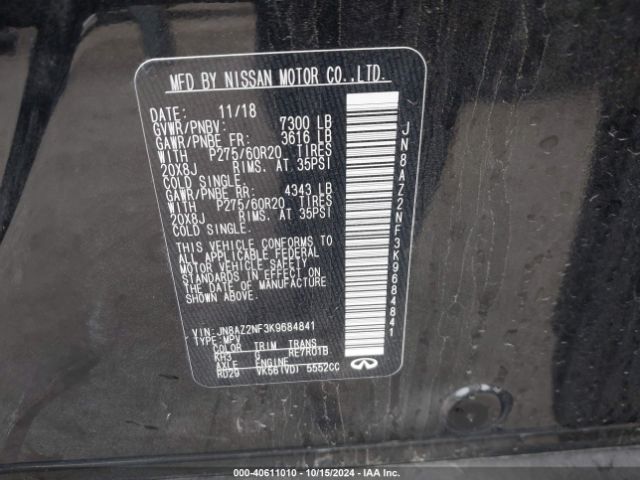 MFD BY NISSAN MOTOR CO.,LTD.
DATE: 11/18
GVWR/PNBV: 7300 LB
GAWR/PNBE FR: 3616 LB
WITH P275/60R20 TIRES
20X8J RIMS. AT 35PSI
COLD SINGLE.
GAWR/PNBE RR: 4343 LB
WITH P275/60R20 TIRES
20X8J RIMS. AT 35PSI
COLD SINGLE.
THIS VEHICLE CONFORMS TO
ALL APPLICABLE FEDERAL
MOTOR VEHICLE SAFETY
STANDARDS IN EFFECT ON
THE DATE OF MANUFACTURE
SHOWN ABOVE.
VIN: JN8AZ2NF3K9684841
TYPE: MPV
COLOR TRIM TRANS
KH3 G RE7R01B
AXLE ENGINE
RD29 VK56(VD) 5552CC
JN8AZ2NF3K9684841
000-40611010 - 10/15/2024 - IAA Inc.